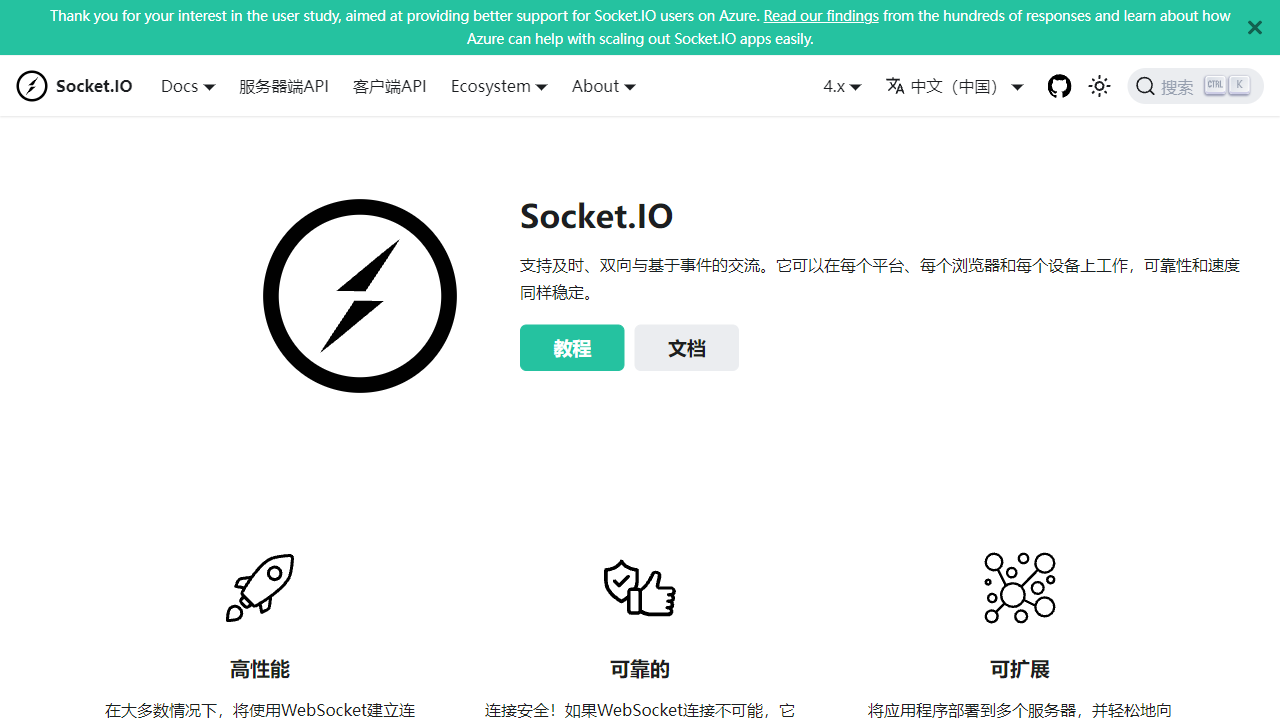 Thank you for your interest in the user study, aimed at providing better support for Socket.IO users on Azure. Read our findings from the hundreds of responses and learn about how
Azure can help with scaling out Socket.IO apps easily.
Socket.IO Docs 服务器端API 客户端API Ecosystem About 4.x 中文（中国） 搜索 CTRL K
Socket.IO
支持及时、双向与基于事件的交流。它可以在每个平台、每个浏览器和每个设备上工作，可靠性和速度
同样稳定。
教程 文档
高性能 可靠的 可扩展
在大多数情况下，将使用WebSocket建立连 连接安全！如果WebSocket连接不可能，它 将应用程序部署到多个服务器，并轻松地向